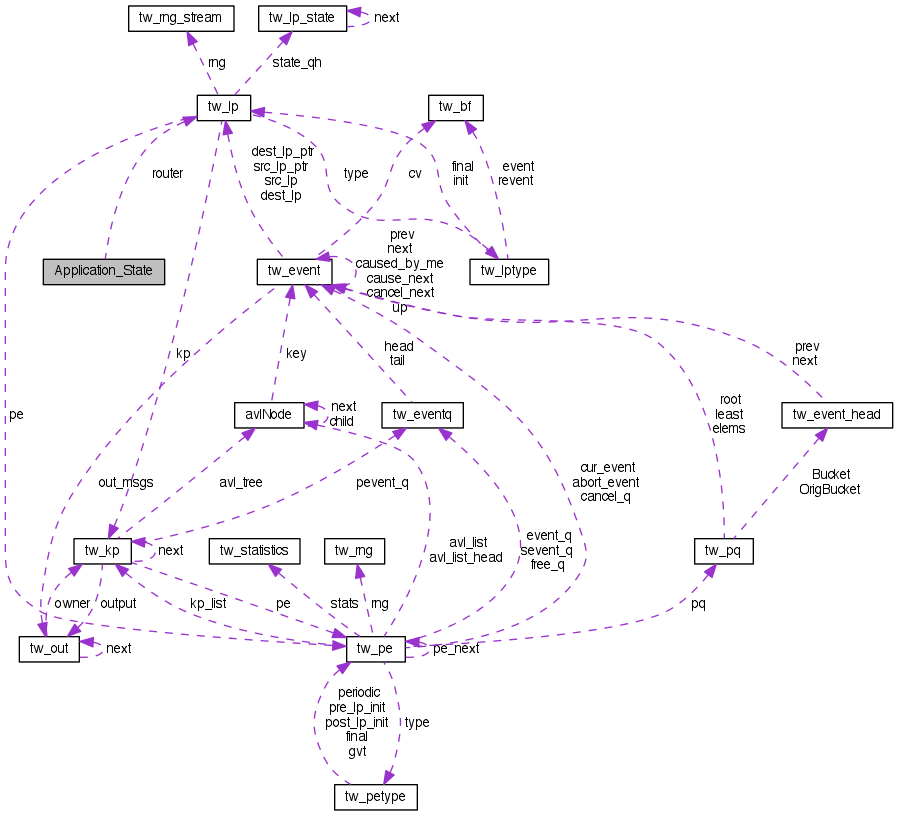 tw_rng_stream
tw_lp_state
next
rng
state_qh
tw_lp
tw_bf
router
dest_lp_ptr
src_lp_ptr
src_lp
dest_lp
type
cv
final
init
event
revent
Application_State
tw_event
prev
next
caused_by_me
cause_next
cancel_next
up
tw_lptype
kp
key
head
tail
prev
next
pe
avlNode
next
child
tw_eventq
root
least
elems
tw_event_head
out_msgs
avl_tree
pevent_q
cur_event
abort_event
cancel_q
Bucket
OrigBucket
tw_kp
next
tw_statistics
tw_rng
avl_list
avl_list_head
event_q
sevent_q
free_q
tw_pq
owner
output
kp_list
pe
stats
rng
pq
tw_out
next
tw_pe
pe_next
periodic
pre_lp_init
post_lp_init
final
gvt
type
tw_petype